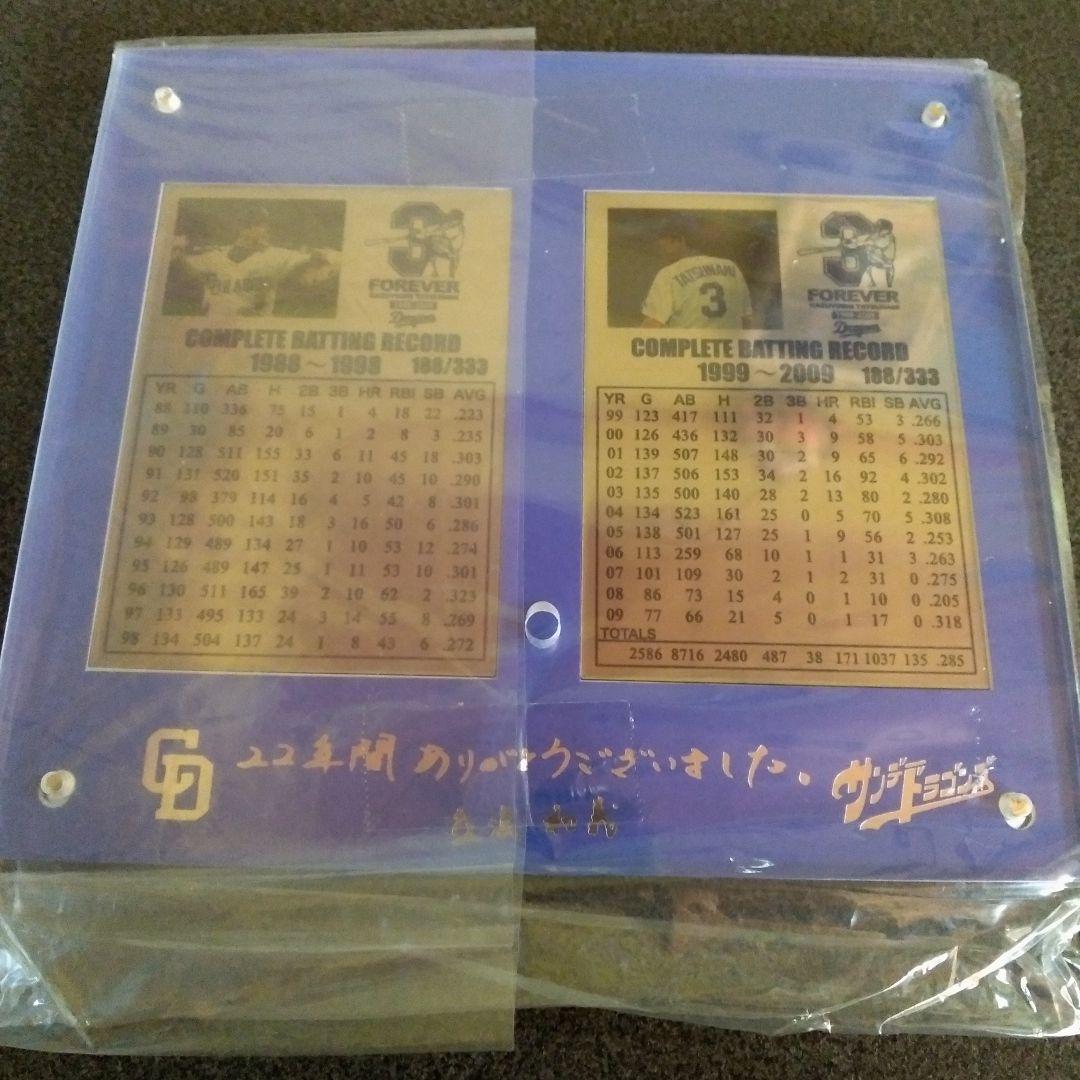 3
FOREVER
KAZUYOSHI TATSUNAMI
Dragons
COMPLETE BATTING RECORD
1988～1998 188/333
YR G AB H 2B 3B HR RBI SB AVG
88 110 336 75 15 1 4 18 22 .223
89 30 85 20 6 1 2 8 3 .235
90 128 511 155 33 6 11 45 18 .303
91 131 520 151 35 2 10 45 10 .290
92 98 379 114 16 4 5 42 8 .301
93 128 500 143 18 3 16 50 6 .286
94 129 489 134 27 1 10 53 12 .274
95 126 489 147 25 1 11 53 10 .301
96 130 511 165 39 2 10 62 2 .323
97 133 495 133 24 3 14 55 8 .269
98 134 504 137 24 1 8 43 6 .272
TATSUNAMI
3
3
FOREVER
KAZUYOSHI TATSUNAMI
1988-2009
Dragons
COMPLETE BATTING RECORD
1999～2009 188/333
YR G AB H 2B 3B HR RBI SB AVG
99 123 417 111 32 1 4 53 3 .266
00 126 436 132 30 3 9 58 5 .303
01 139 507 148 30 2 9 65 6 .292
02 137 506 153 34 2 16 92 4 .302
03 135 500 140 28 2 13 80 2 .280
04 134 523 161 25 0 5 70 5 .308
05 138 501 127 25 1 9 56 2 .253
06 113 259 68 10 1 1 31 3 .263
07 101 109 30 2 1 2 31 0 .275
08 86 73 15 4 0 1 10 0 .205
09 77 66 21 5 0 1 17 0 .318
TOTALS
2586 8716 2480 487 38 171 1037 135 .285
CD
22年間ありがとうございました。
立浪和義
サンデードラゴンズ